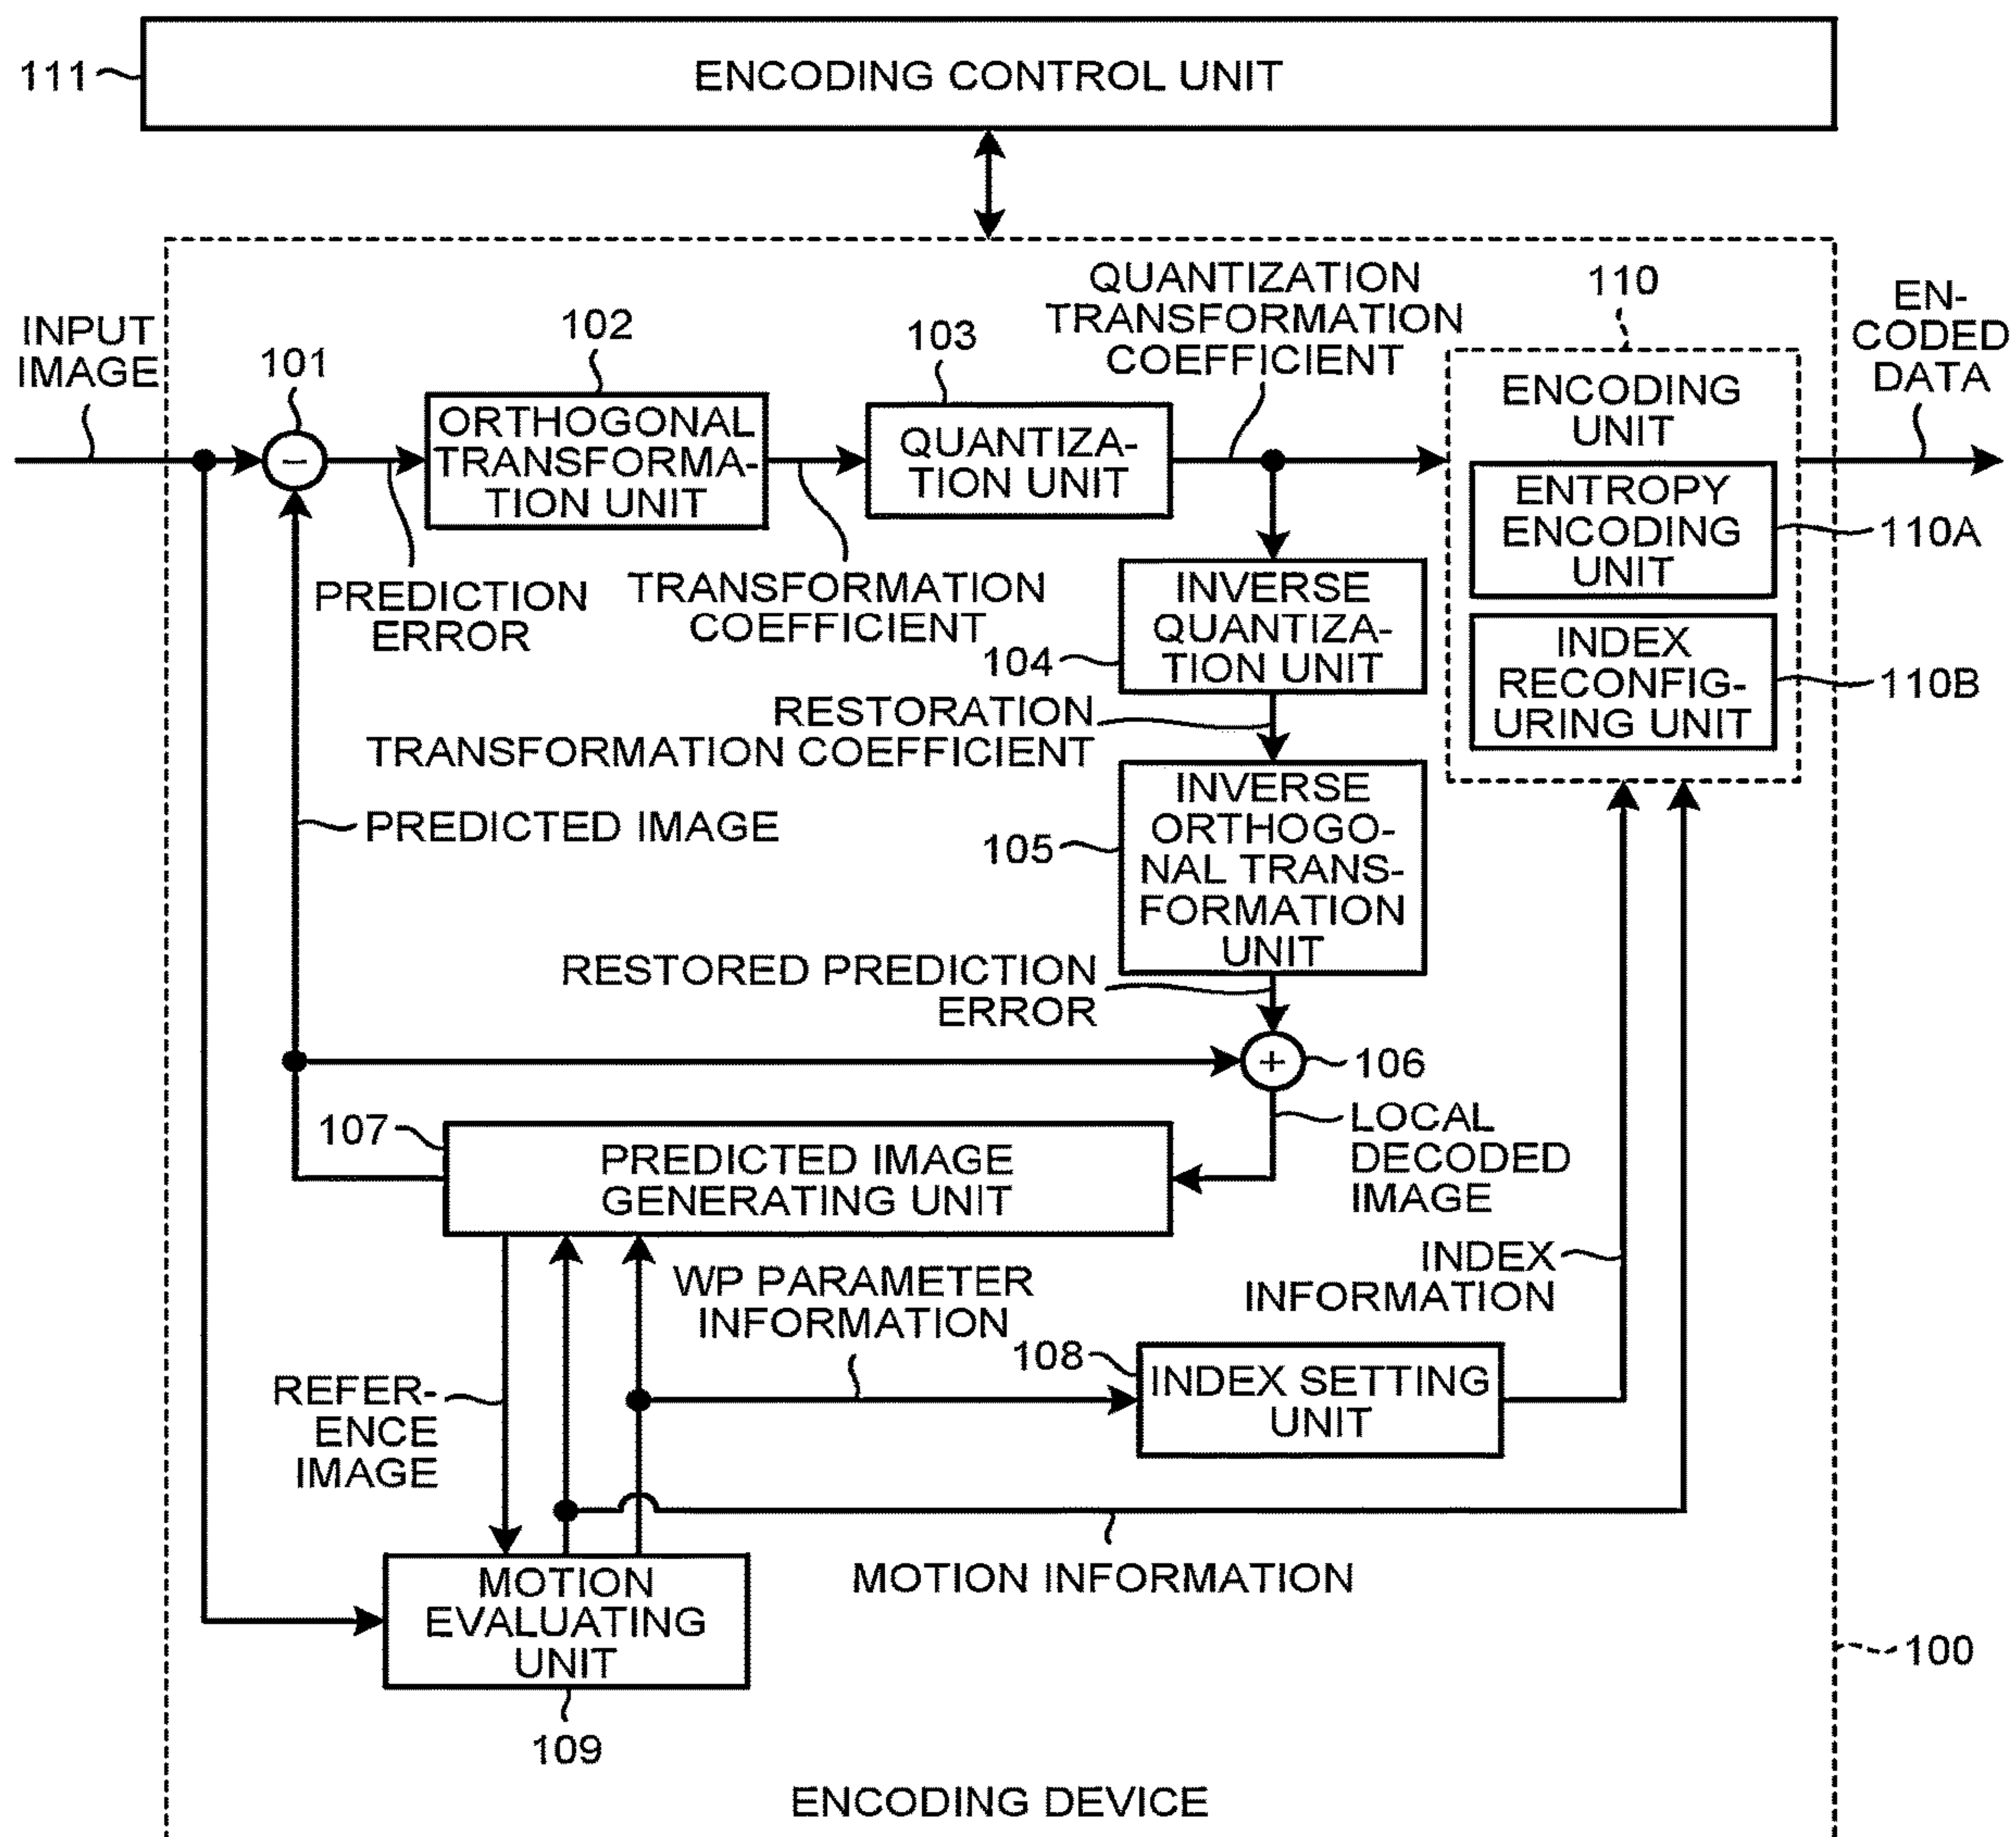 111
ENCODING CONTROL UNIT
INPUT
IMAGE
101
102
ORTHOGONAL
TRANSFORMA-
TION UNIT
103
QUANTIZA-
TION UNIT
QUANTIZATION
TRANSFORMATION
COEFFICIENT
110
ENCODING
UNIT
ENTROPY
ENCODING
UNIT
110A
INDEX
RECONFIG-
URING UNIT
110B
EN-
CODED
DATA
−
PREDICTION
ERROR
TRANSFORMATION
COEFFICIENT
104
INVERSE
QUANTIZA-
TION UNIT
RESTORATION
TRANSFORMATION COEFFICIENT
PREDICTED IMAGE
105
INVERSE
ORTHOGO-
NAL TRANS-
FORMATION
UNIT
RESTORED PREDICTION
ERROR
+
106
LOCAL
DECODED
IMAGE
107
PREDICTED IMAGE
GENERATING UNIT
WP PARAMETER
INFORMATION
INDEX
INFORMATION
108
INDEX SETTING
UNIT
REFER-
ENCE
IMAGE
MOTION INFORMATION
MOTION
EVALUATING
UNIT
109
100
ENCODING DEVICE